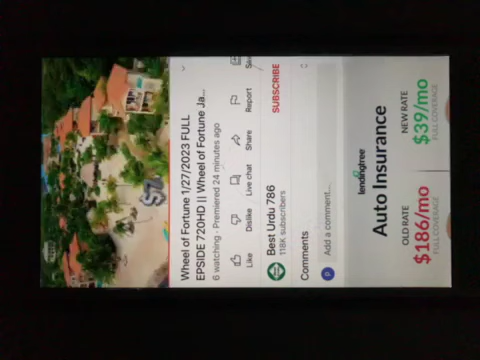 $7
Wheel of Fortune 1/27/2023 FULL
EPSIDE 720HD || Wheel of Fortune Ja...
6 watching · Premiered 24 minutes ago
Like
Dislike
Live chat
Share
Report
Best Urdu 786
118K subscribers
SUBSCRIBE
Comments
P
Add a comment...
lendingtree
Auto Insurance
OLD RATE
$186/mo
FULL COVERAGE
NEW RATE
$39/mo
FULL COVERAGE